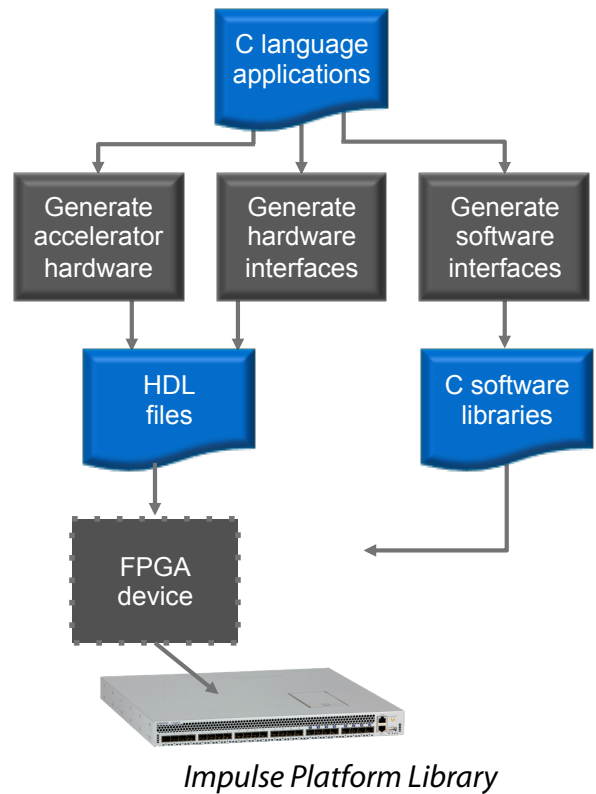 C language
applications
Generate
accelerator
hardware
Generate
hardware
interfaces
Generate
software
interfaces
HDL
files
C software
libraries
FPGA
device
Impulse Platform Library